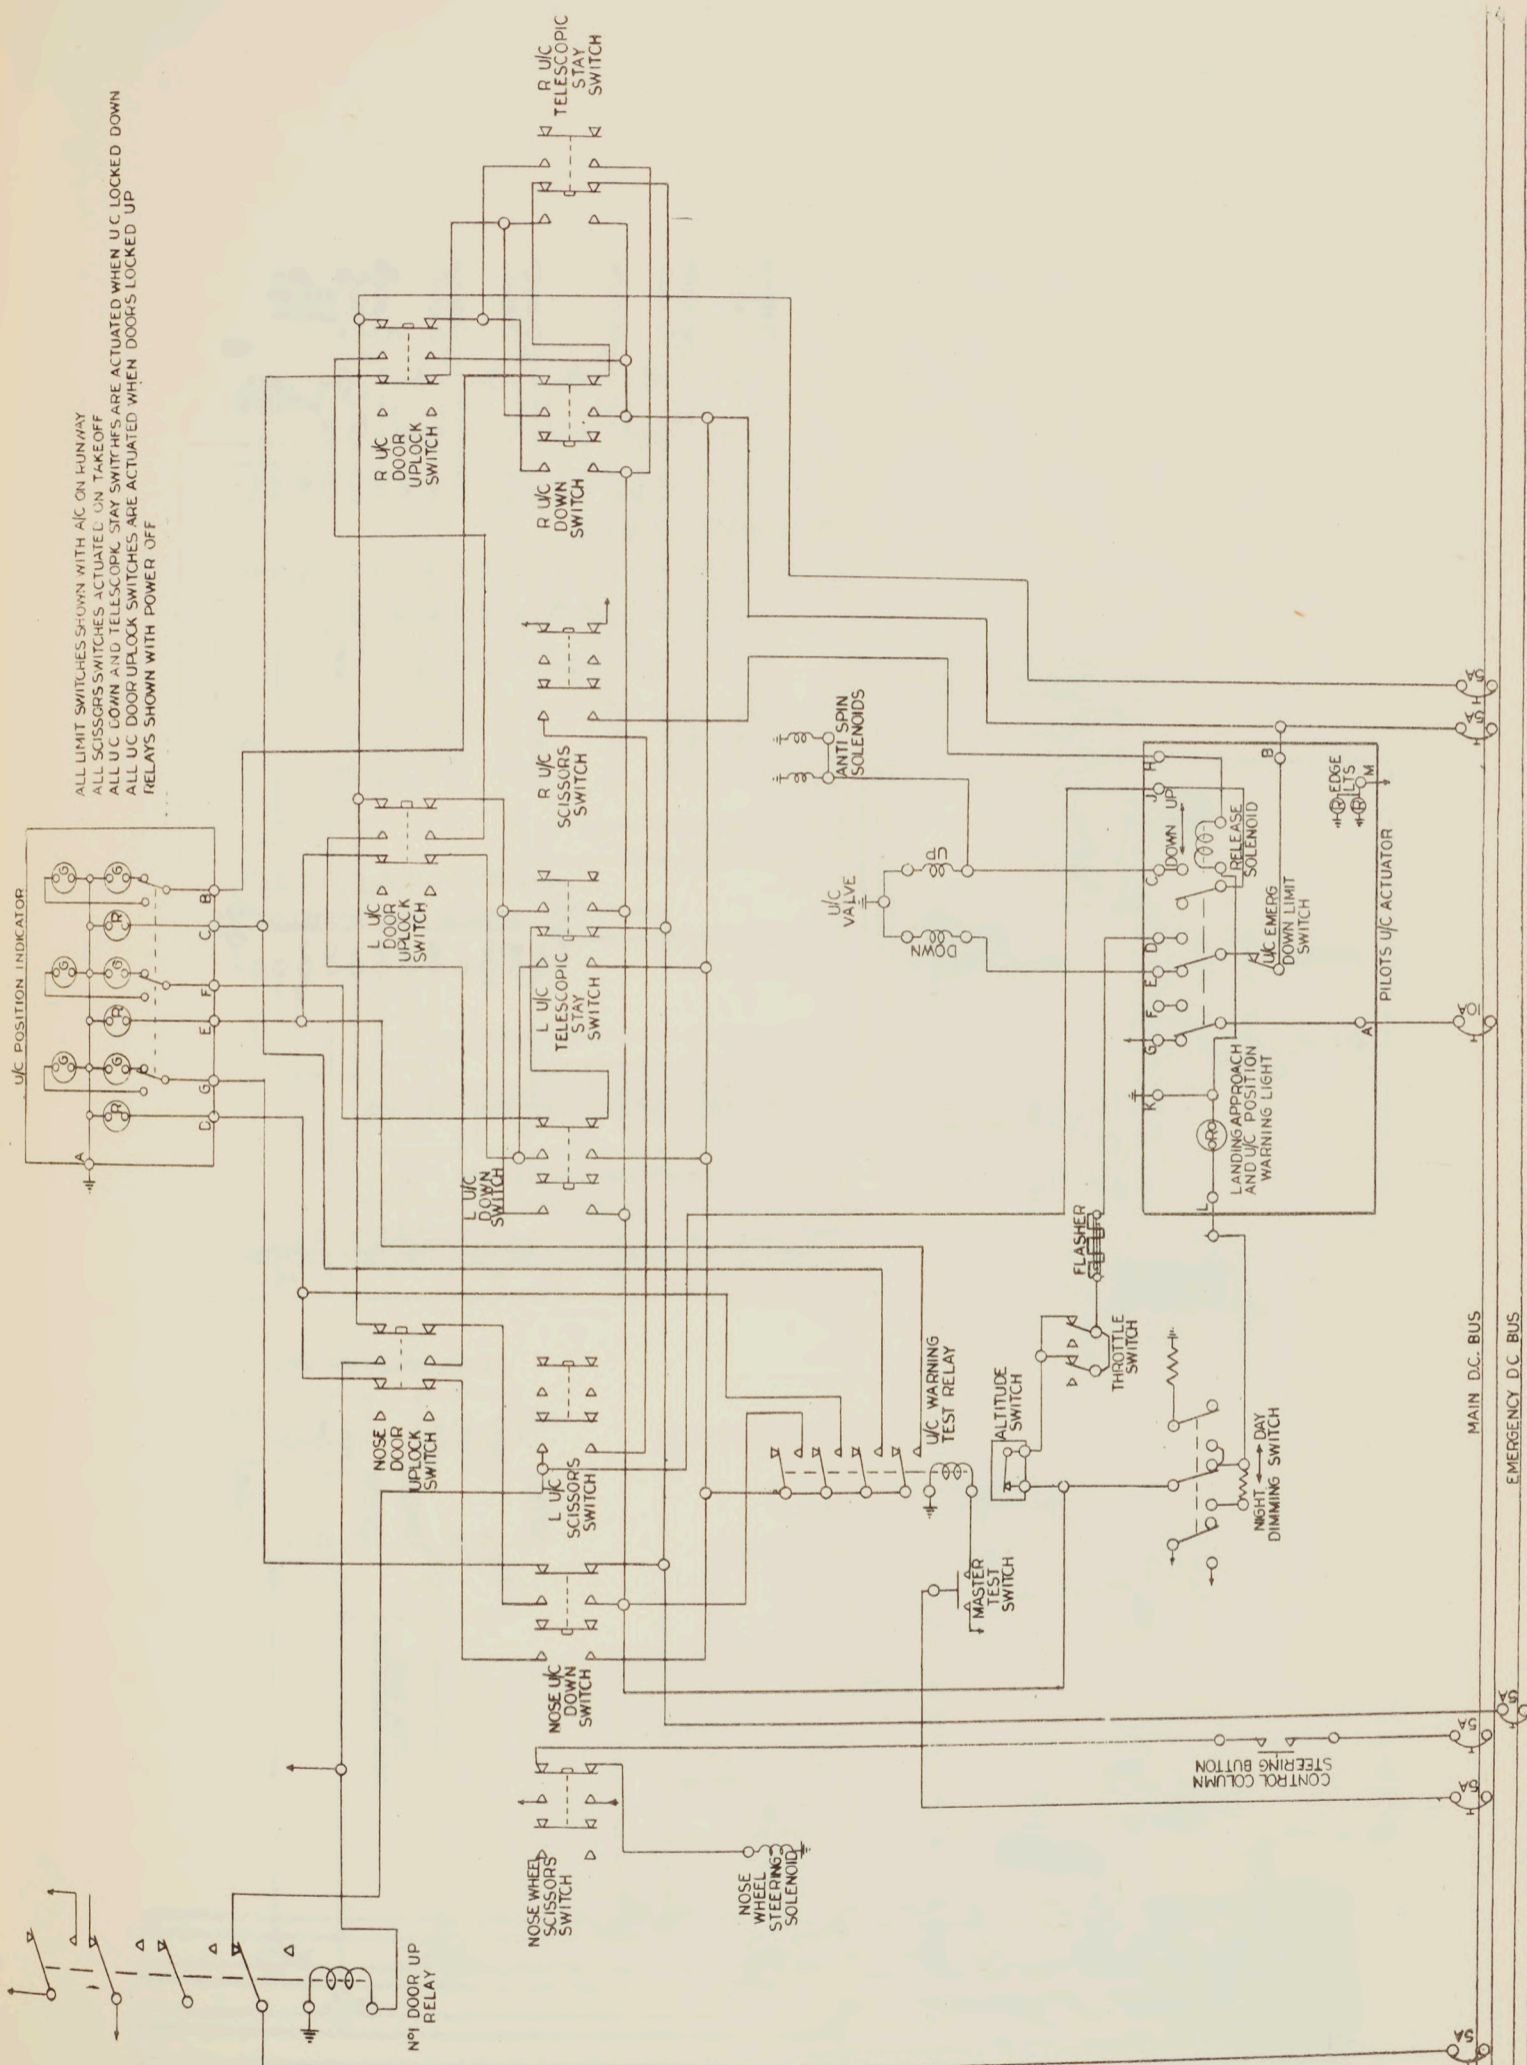 ALL LIMIT SWITCHES SHOWN WITH A/C ON RUNWAY
ALL SCISSORS SWITCHES ACTUATED ON TAKEOFF
ALL U C DOWN AND TELESCOPIC STAY SWITCHES ARE ACTUATED WHEN U C LOCKED DOWN
ALL UC DOOR UPLOCK SWITCHES ARE ACTUATED WHEN DOORS LOCKED UP
RELAYS SHOWN WITH POWER OFF
U/C POSITION INDICATOR
G
G
R
G
G
R
G
G
R
A
D
G
E
F
C
B
R U/C
TELESCOPIC
STAY
SWITCH
R U/C
DOOR
UPLOCK
SWITCH
R U/C
DOWN
SWITCH
R U/C
SCISSORS
SWITCH
L U/C
DOOR
UPLOCK
SWITCH
L U/C
TELESCOPIC
STAY
SWITCH
L U/C
DOWN
SWITCH
NOSE
DOOR
UPLOCK
SWITCH
L U/C
SCISSORS
SWITCH
NOSE U/C
DOWN
SWITCH
NOSE WHEEL
SCISSORS
SWITCH
NOSE
WHEEL
STEERING
SOLENOID
Nº1 DOOR UP
RELAY
ANTI SPIN
SOLENOIDS
U/C
VALVE
UP
DOWN
U/C WARNING
TEST RELAY
MASTER
TEST
SWITCH
ALTITUDE
SWITCH
THROTTLE
SWITCH
FLASHER
NIGHT DAY
DIMMING SWITCH
LANDING APPROACH
AND U/C POSITION
WARNING LIGHT
R
L
K
G
F
E
D
C
J
H
B
A
M
DOWN UP
RELEASE
SOLENOID
U/C EMERG
DOWN LIMIT
SWITCH
EDGE
LTS
R
R
PILOTS U/C ACTUATOR
CONTROL COLUMN
STEERING BUTTON
5A
H
5A
H
5A
H
5A
H
10A
H
5A
H
5A
H
MAIN D.C. BUS
EMERGENCY D C BUS